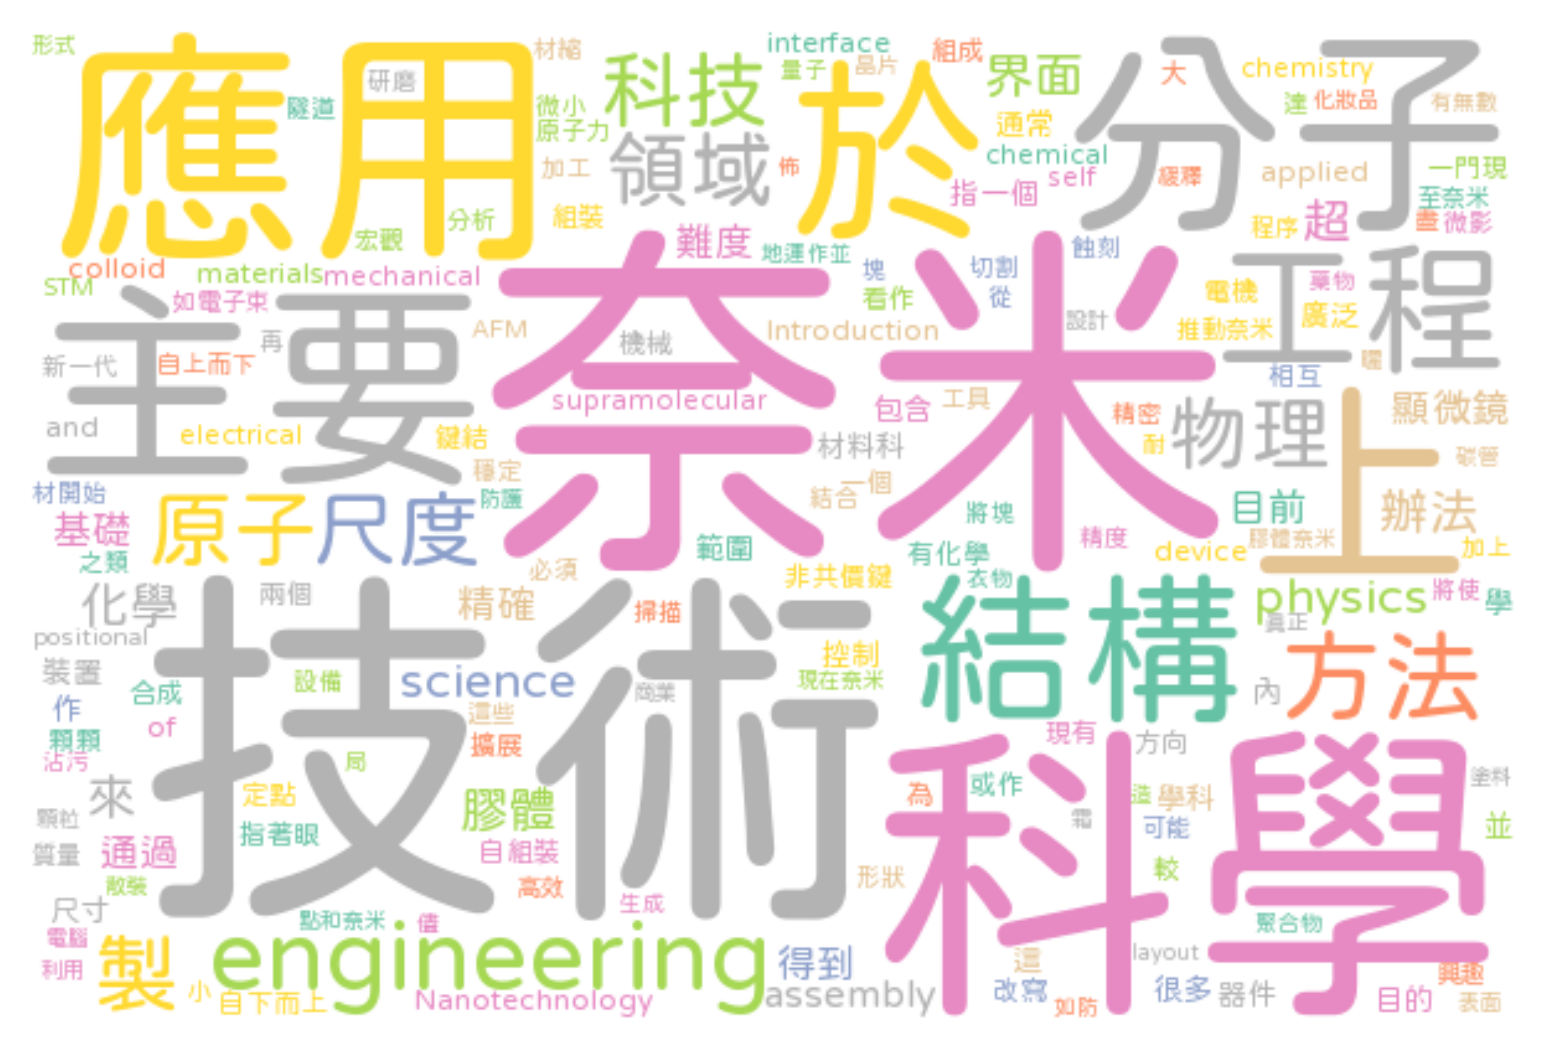 形式
應用
材縮
研磨
隧道
微小
原子力
科技
interface
量子
晶片
組成
界面
於
分子
大
chemistry
達
化妝品
有無數
領域
加工
佈
通常
chemical
self
緩釋
applied
一門現
指一個
至奈米
宏觀
分析
組裝
難度
地運作並
程序
超
微影
colloid
STM
materials
mechanical
奈米
塊
切割
從
蝕刻
看作
工程
電機
藥物
廣泛
推動奈米
如電子束
主要
再
AFM
機械
Introduction
設計
新一代
自上而下
supramolecular
包含
工具
精密
相互
物理
上
顯微鏡
and
electrical
鍵結
材料科
耐
穩定
碳管
材開始
防護
結合
一個
將塊
目前
辦法
基礎
原子
尺度
範圍
有化學
精度
device
膠體奈米
加上
之類
必須
非共價鍵
衣物
化學
兩個
精確
掃描
結構
physics
將使
學
真正
positional
技術
裝置
設備
science
商業
控制
現在奈米
方法
內
合成
作
of
這些
顆顆
擴展
現有
方向
沾污
局
科學
來
定點
膠體
為
或作
造
學科
塗料
顆粒
霜
可能
並
指著眼
質量
通過
自組裝
較
散裝
高效
形狀
尺寸
生成
點和奈米
僅
聚合物
電腦
製
engineering
得到
layout
利用
這
興趣
小
自下而上
Nanotechnology
assembly
改寫
如防
很多
器件
目的
表面